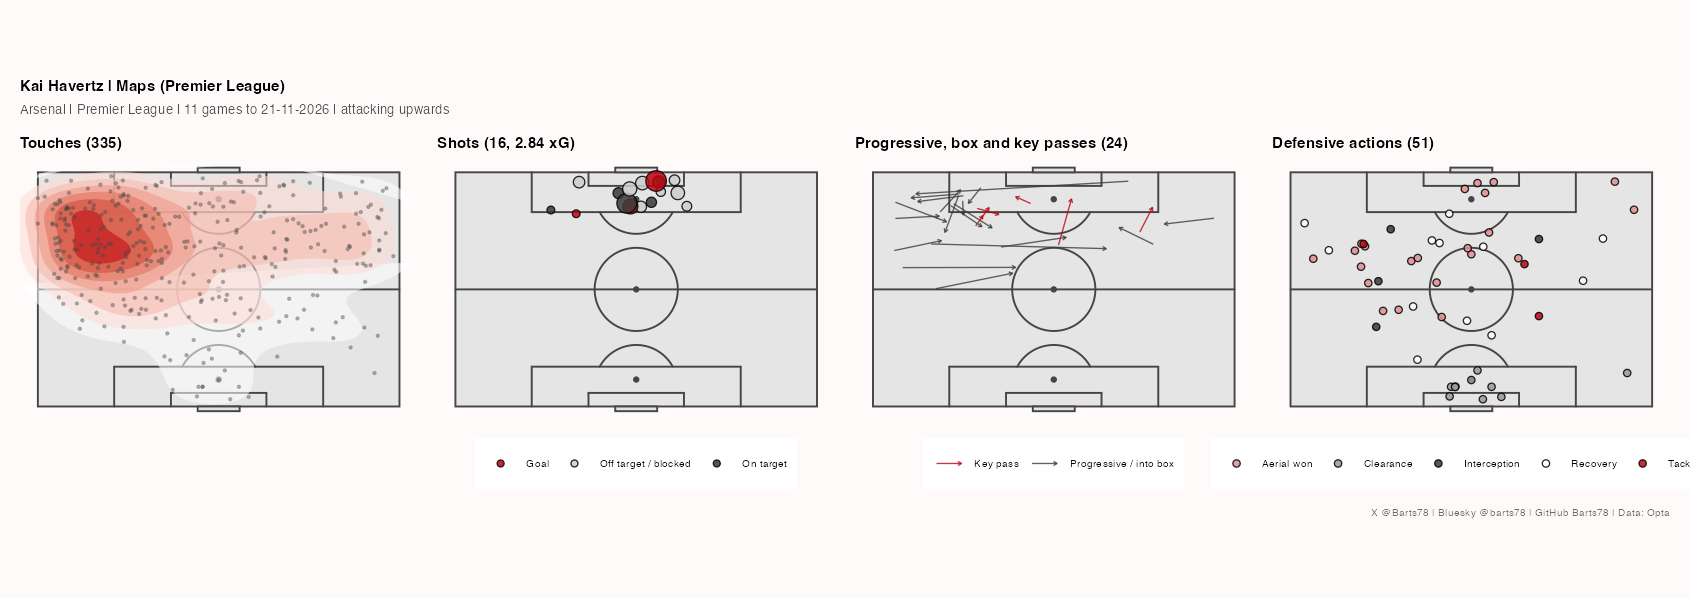 Kai Havertz | Maps (Premier League)
Arsenal | Premier League | 11 games to 21-11-2026 | attacking upwards
Touches (335)
Shots (16, 2.84 xG)
Progressive, box and key passes (24)
Defensive actions (51)
Goal
Off target / blocked
On target
Key pass
Progressive / into box
Aerial won
Clearance
Interception
Recovery
Tack
X @Barts78 | Bluesky @barts78 | GitHub Barts78 | Data: Opta